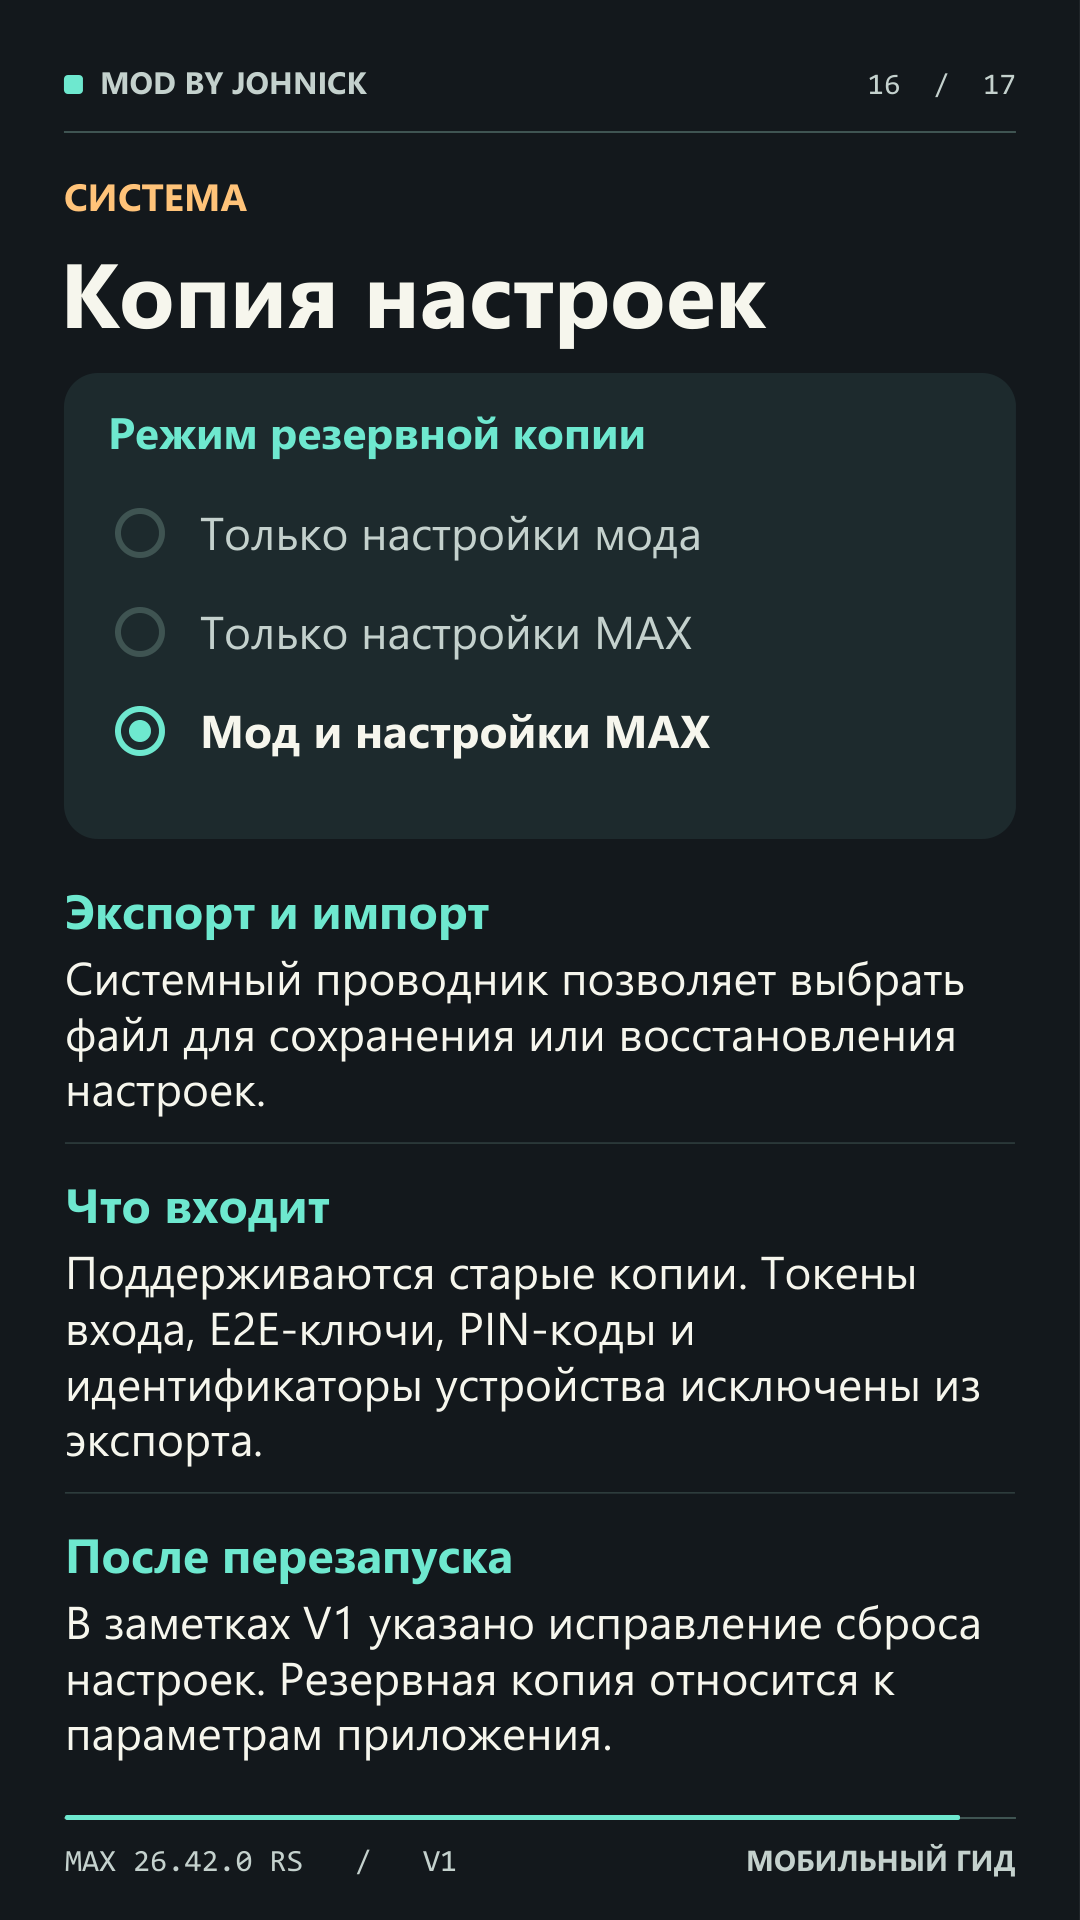 MOD BY JOHNICK
16 / 17
СИСТЕМА
Копия настроек
Режим резервной копии
Только настройки мода
Только настройки MAX
Мод и настройки MAX
Экспорт и импорт
Системный проводник позволяет выбрать
файл для сохранения или восстановления
настроек.
Что входит
Поддерживаются старые копии. Токены
входа, E2E-ключи, PIN-коды и
идентификаторы устройства исключены из
экспорта.
После перезапуска
В заметках V1 указано исправление сброса
настроек. Резервная копия относится к
параметрам приложения.
MAX 26.42.0 RS / V1
МОБИЛЬНЫЙ ГИД